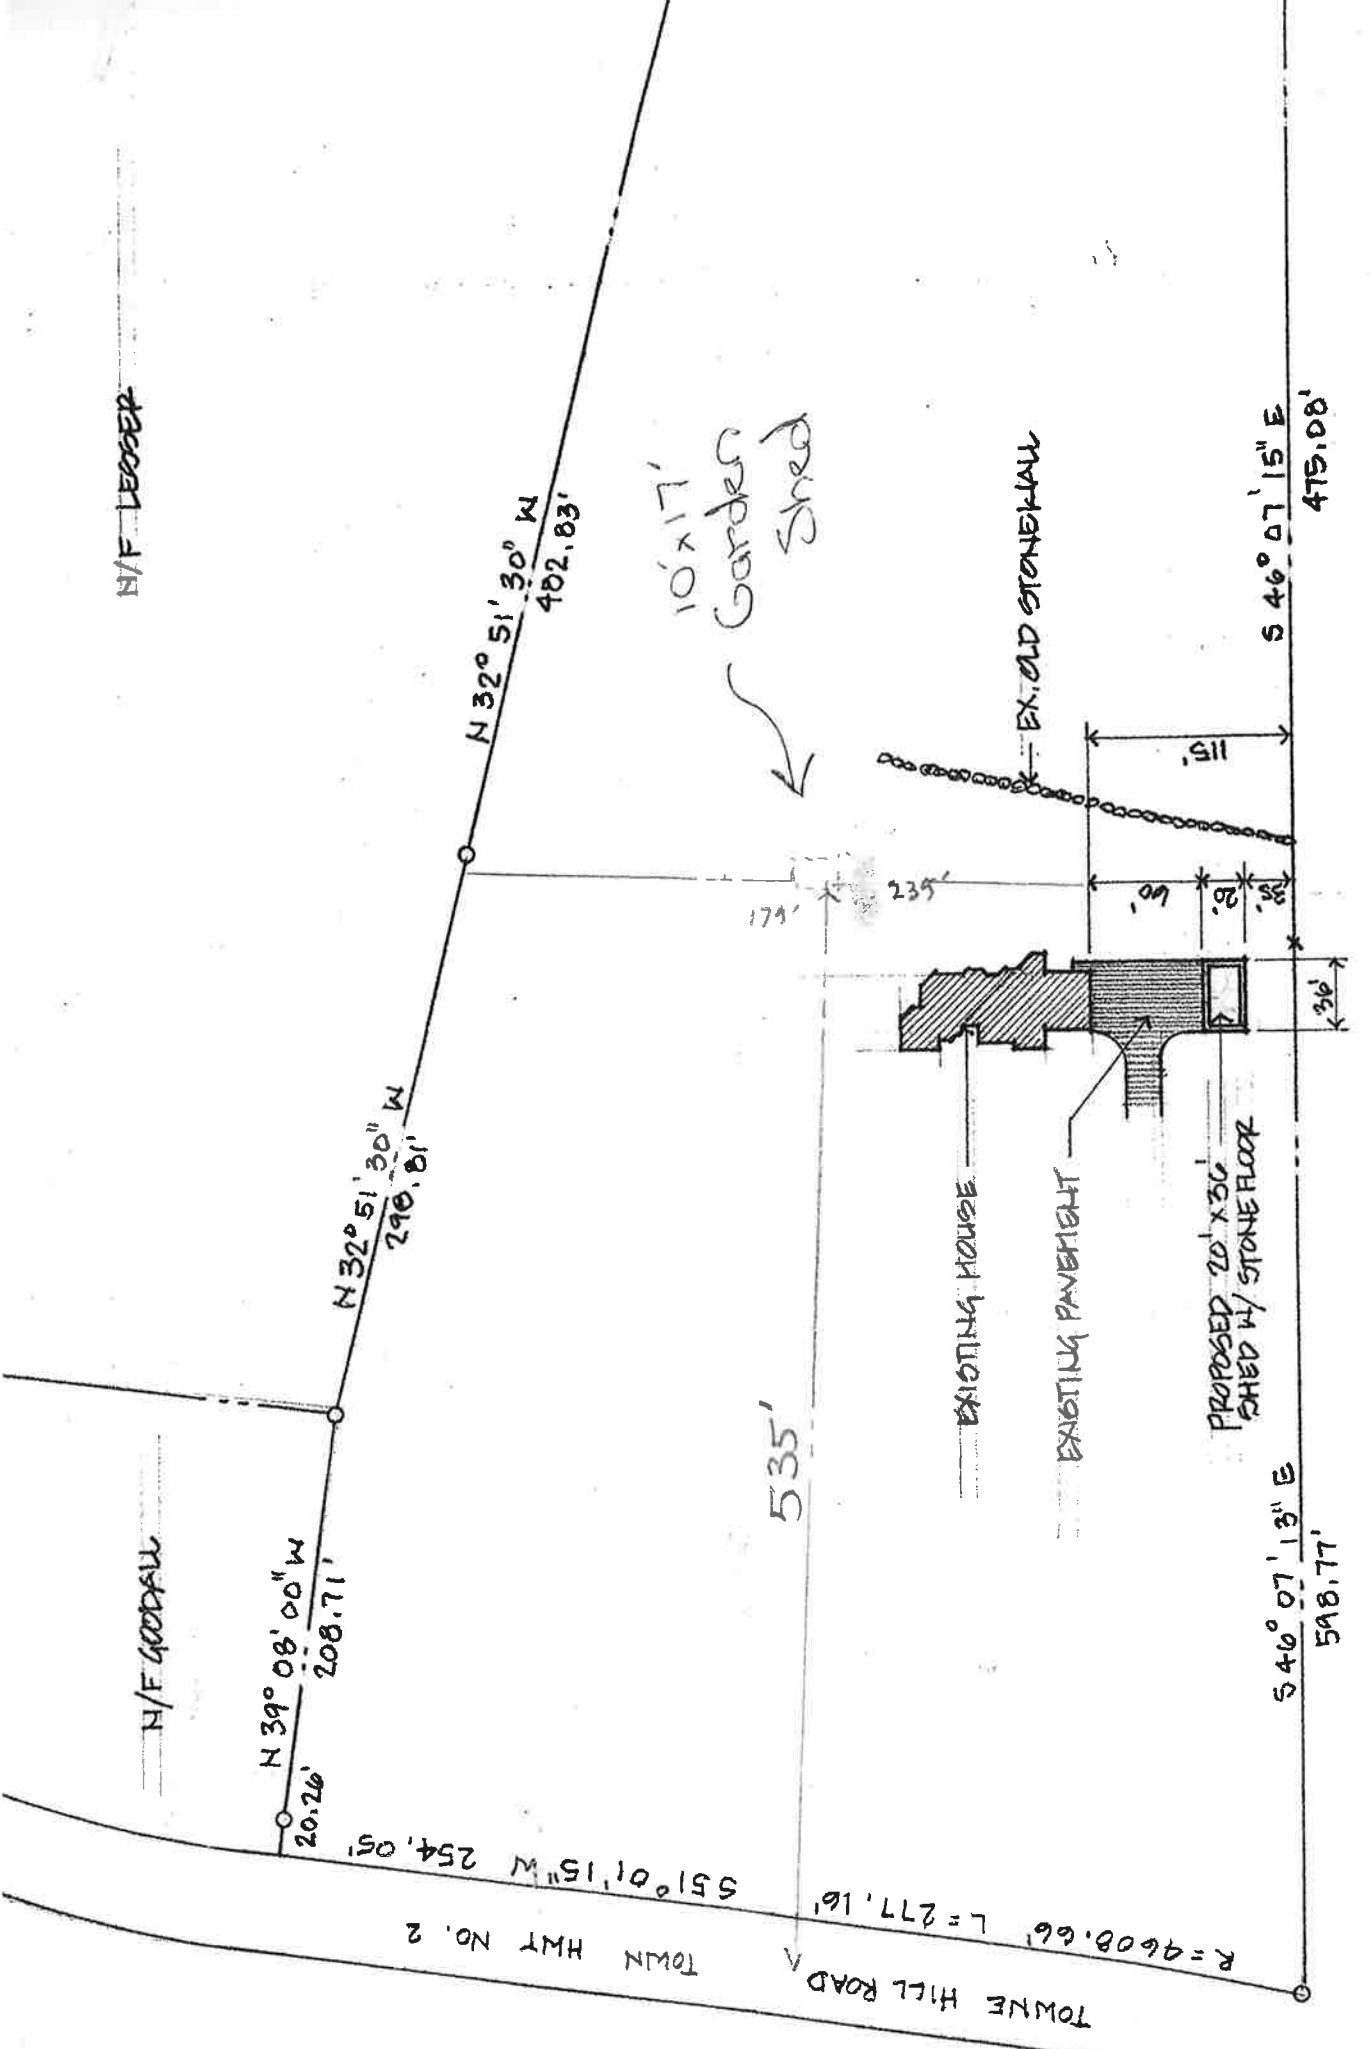 N/F LESSER
N/F GOODALL
N 32° 51' 30" W
402.83'
N 32° 51' 30" W
298.81'
N 39° 08' 00" W
208.71'
20.26'
10' x 17'
Garden
Shed
EX. OLD STONEWALL
S 46° 07' 15" E
475.08'
115'
60'
20'
35'
36'
179'
235'
535'
EXISTING HOUSE
EXISTING PAVEMENT
PROPOSED 20' X 36'
SHED W/ STONE FLOOR
S 46° 07' 13" E
598.77'
S 51° 01' 15" W 254.05'
R = 4608.66' L = 277.16'
TOWNE HILL ROAD TOWN HWY NO. 2